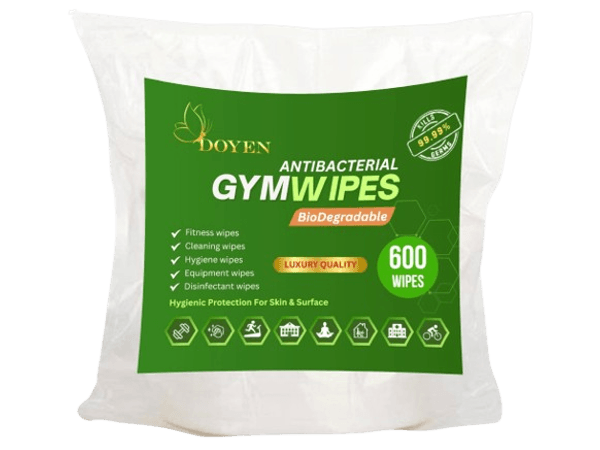 DOYEN
KILLS
99.99%
GERMS
ANTIBACTERIAL
GYMWIPES
BioDegradable
Fitness wipes
Cleaning wipes
Hygiene wipes
Equipment wipes
Disinfectant wipes
LUXURY QUALITY
600
WIPES
Hygienic Protection For Skin & Surface